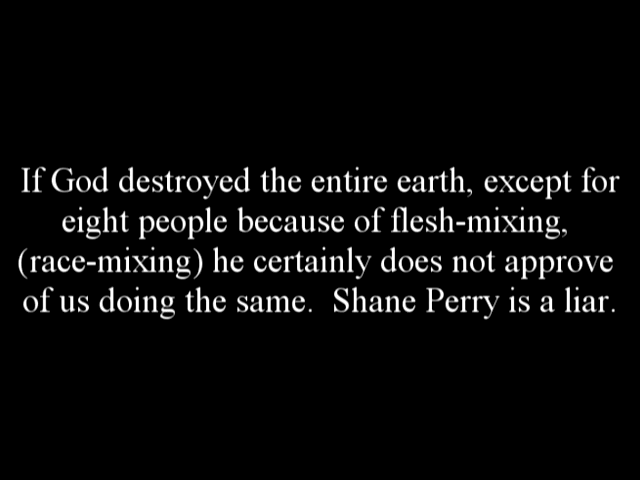 If God destroyed the entire earth, except for
eight people because of flesh-mixing,
(race-mixing) he certainly does not approve
of us doing the same.  Shane Perry is a liar.